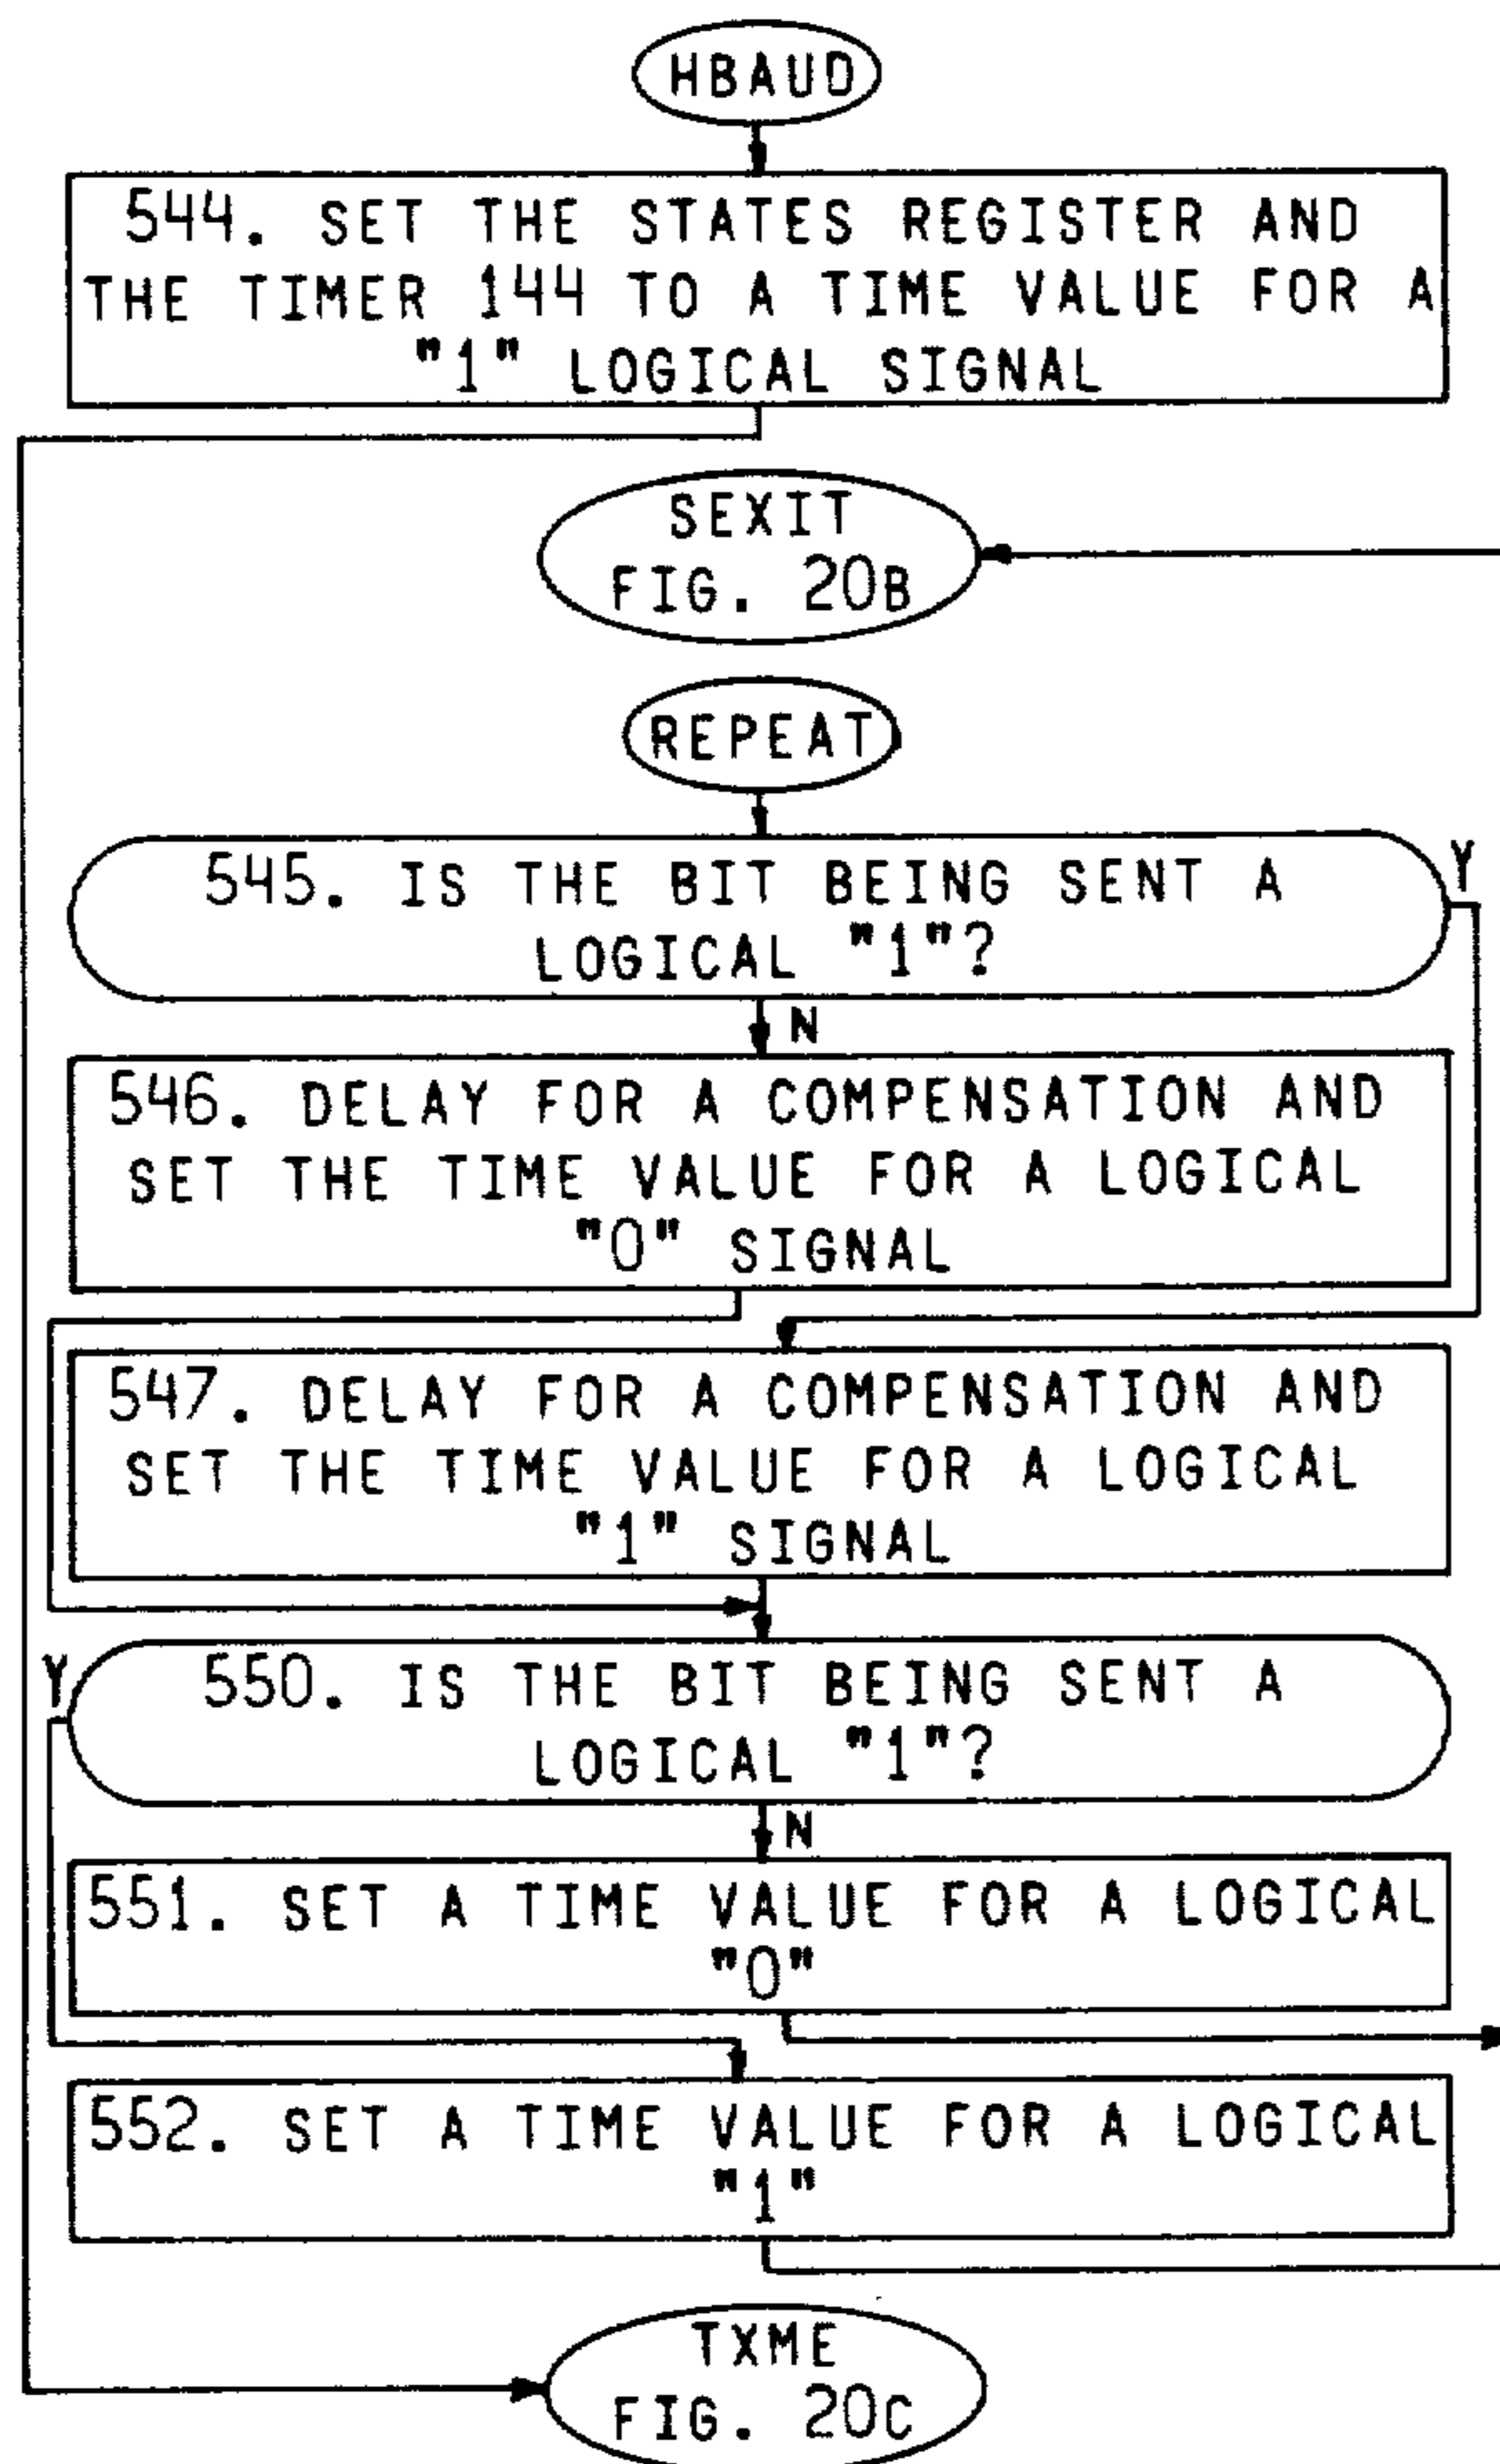 HBAUD
544. SET THE STATES REGISTER AND
THE TIMER 144 TO A TIME VALUE FOR A
"1" LOGICAL SIGNAL
SEXIT
FIG. 20B
REPEAT
545. IS THE BIT BEING SENT A
LOGICAL "1"?
Y
N
546. DELAY FOR A COMPENSATION AND
SET THE TIME VALUE FOR A LOGICAL
"0" SIGNAL
547. DELAY FOR A COMPENSATION AND
SET THE TIME VALUE FOR A LOGICAL
"1" SIGNAL
Y
550. IS THE BIT BEING SENT A
LOGICAL "1"?
N
551. SET A TIME VALUE FOR A LOGICAL
"0"
552. SET A TIME VALUE FOR A LOGICAL
"1"
TXME
FIG. 20C